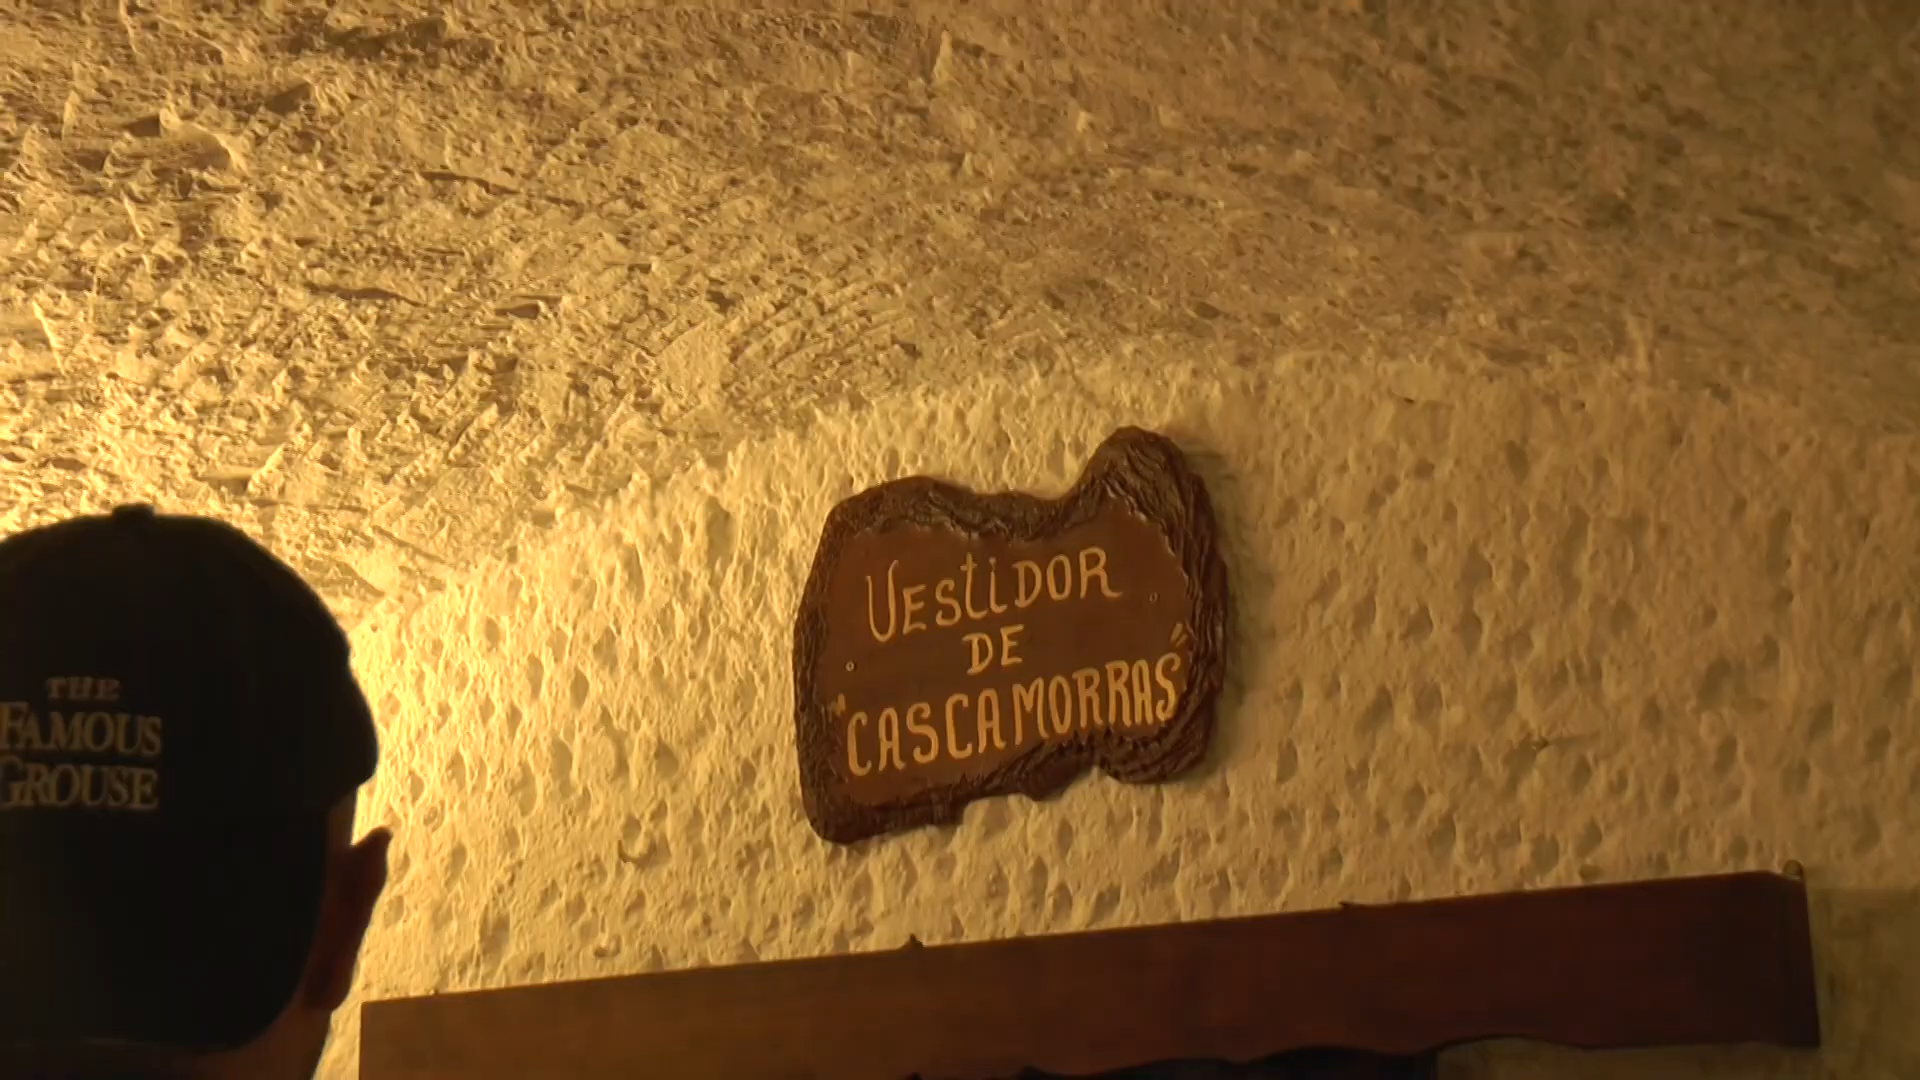 VEStiDOR
DE
"CASCAMORRAS"
THE
FAMOUS
GROUSE